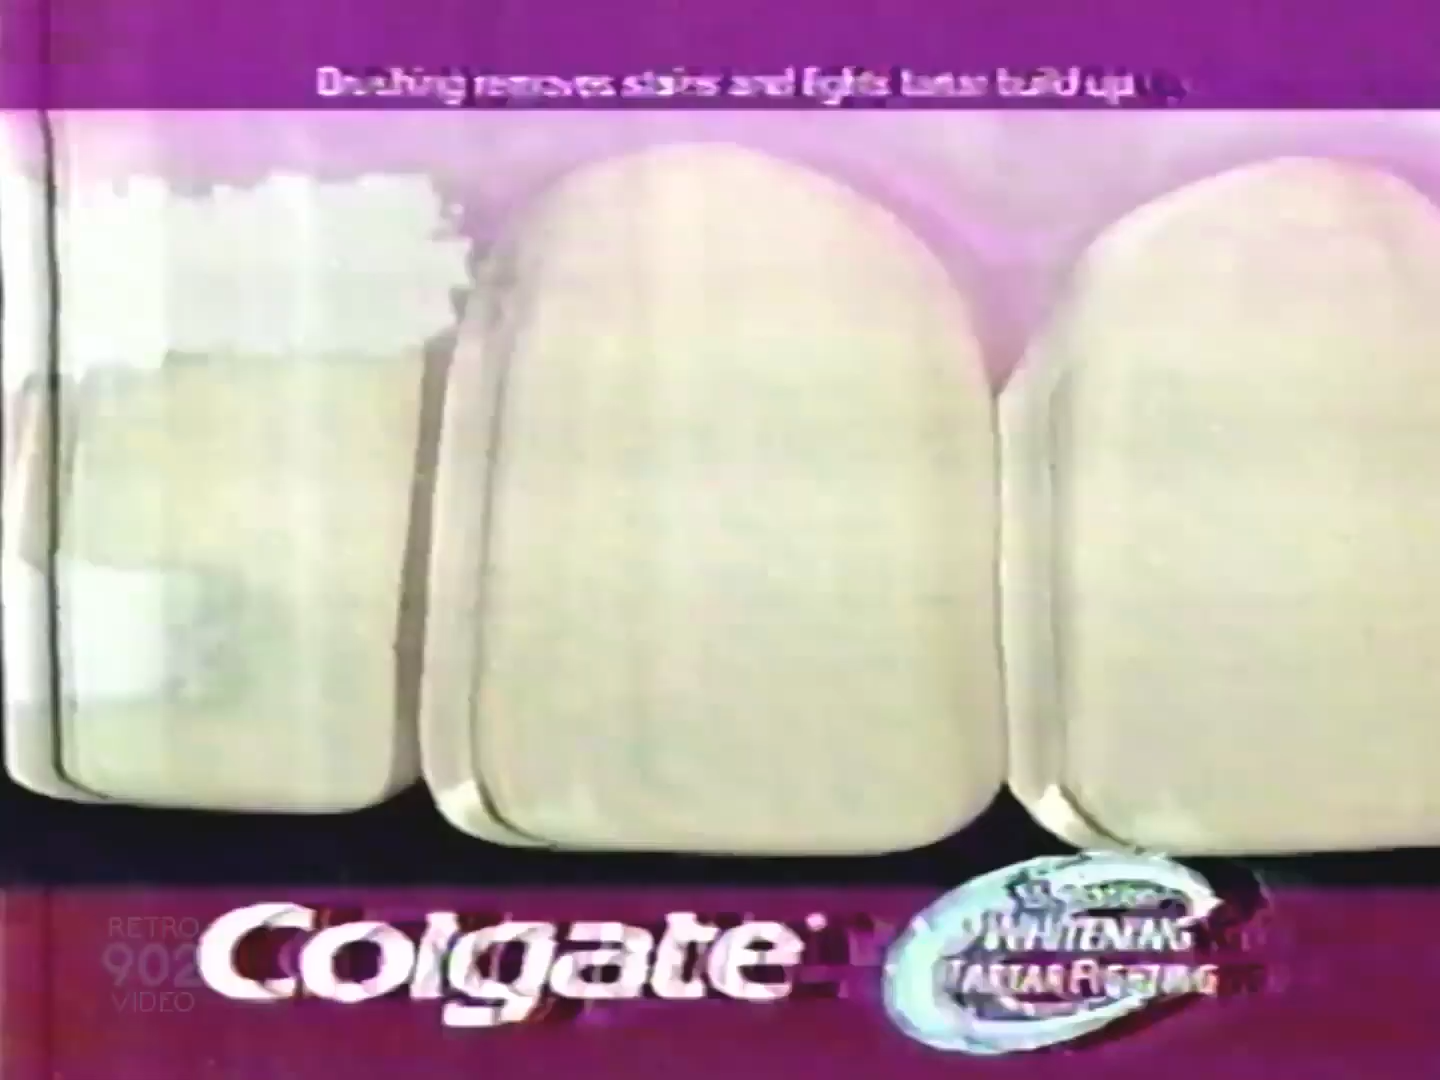 Brushing removes stains and fights tartar build up.
Colgate
WHITENING
TARTAR FIGHTING
RETRO
902
VIDEO